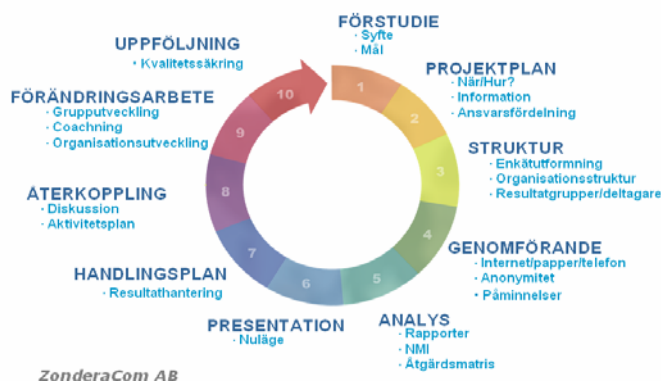 FÖRSTUDIE
· Syfte
· Mål
1
PROJEKTPLAN
· När/Hur?
· Information
· Ansvarsfördelning
2
STRUKTUR
· Enkätutformning
· Organisationsstruktur
· Resultatgrupper/deltagare
3
GENOMFÖRANDE
· Internet/papper/telefon
· Anonymitet
· Påminnelser
4
ANALYS
· Rapporter
· NMI
· Åtgärdsmatris
5
PRESENTATION
· Nuläge
6
HANDLINGSPLAN
· Resultathantering
7
ÅTERKOPPLING
· Diskussion
· Aktivitetsplan
8
FÖRÄNDRINGSARBETE
· Grupputveckling
· Coachning
· Organisationsutveckling
9
UPPFÖLJNING
· Kvalitetssäkring
10
ZonderaCom AB